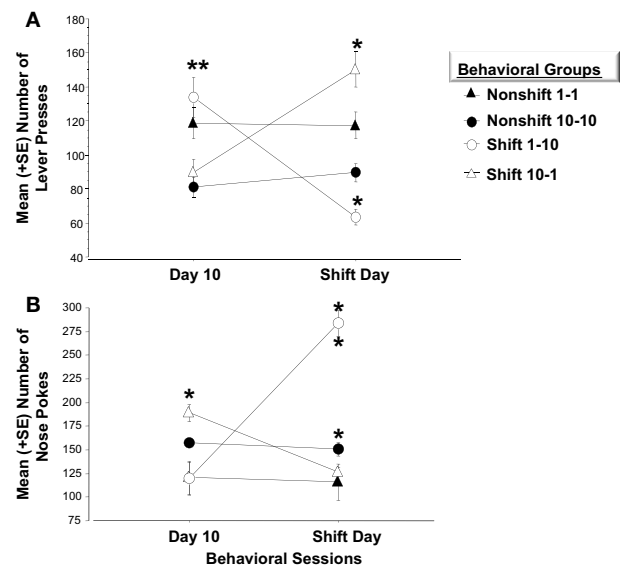 A
Mean (+SE) Number of
Lever Presses
180
160
140
120
100
80
60
40
**
*
*
Day 10
Shift Day
Behavioral Groups
Nonshift 1-1
Nonshift 10-10
Shift 1-10
Shift 10-1
B
Mean (+SE) Number of
Nose Pokes
300
275
250
225
200
175
150
125
100
75
*
*
*
*
Day 10
Shift Day
Behavioral Sessions